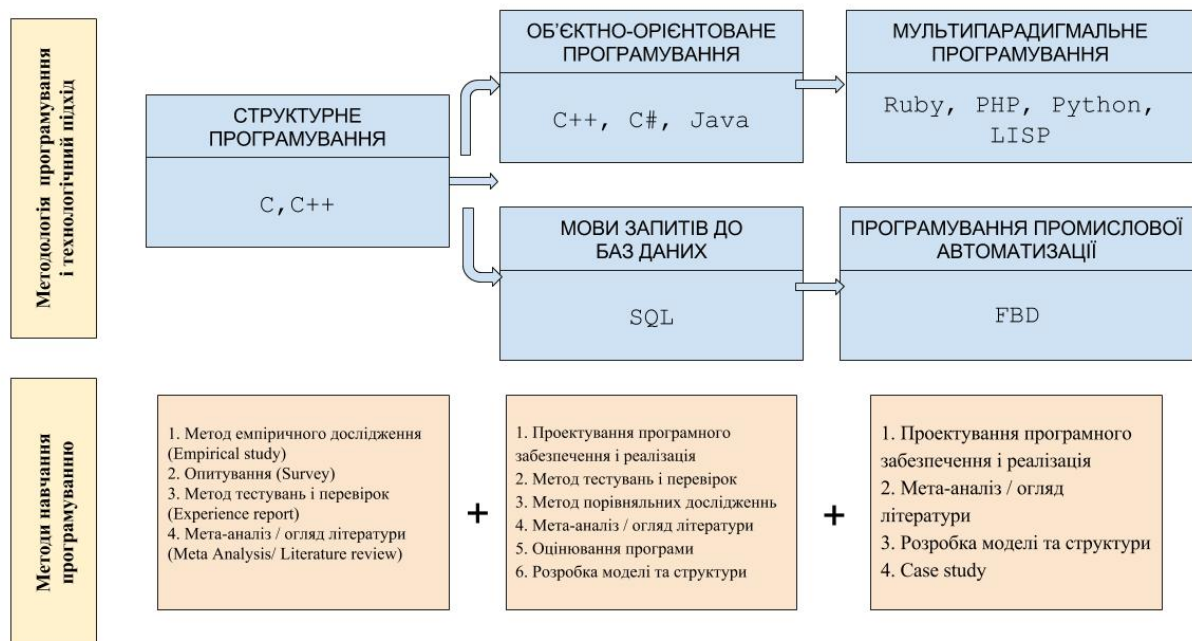 Методологія програмування
і технологічний підхід
СТРУКТУРНЕ
ПРОГРАМУВАННЯ
C,C++
ОБ’ЄКТНО-ОРІЄНТОВАНЕ
ПРОГРАМУВАННЯ
C++, C#, Java
МУЛЬТИПАРАДИГМАЛЬНЕ
ПРОГРАМУВАННЯ
Ruby, PHP, Python,
LISP
МОВИ ЗАПИТІВ ДО
БАЗ ДАНИХ
SQL
ПРОГРАМУВАННЯ ПРОМИСЛОВОЇ
АВТОМАТИЗАЦІЇ
FBD
Методи навчання
програмуванню
1. Метод емпіричного дослідження
(Empirical study)
2. Опитування (Survey)
3. Метод тестувань і перевірок
(Experience report)
4. Мета-аналіз / огляд літератури
(Meta Analysis/ Literature review)
+
1. Проектування програмного
забезпечення і реалізація
2. Метод тестувань і перевірок
3. Метод порівняльних дослідженнь
4. Мета-аналіз / огляд літератури
5. Оцінювання програми
6. Розробка моделі та структури
+
1. Проектування програмного
забезпечення і реалізація
2. Мета-аналіз / огляд
літератури
3. Розробка моделі та структури
4. Case study